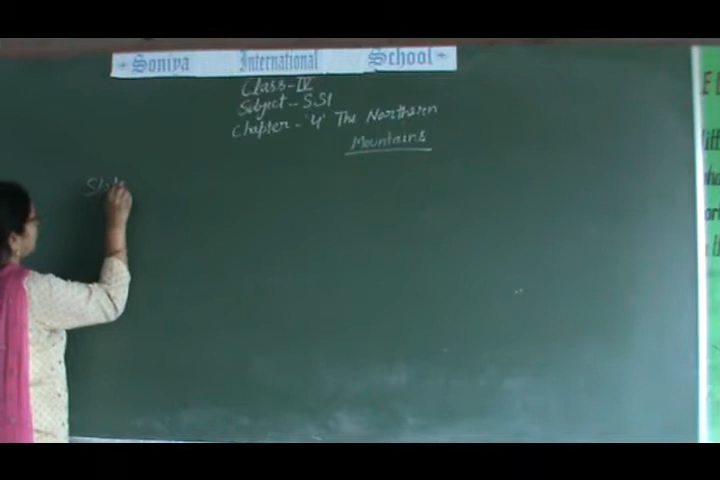 Soniya International School
Class-IV
Subject - S.St
Chapter - '4' The Northern
Mountains